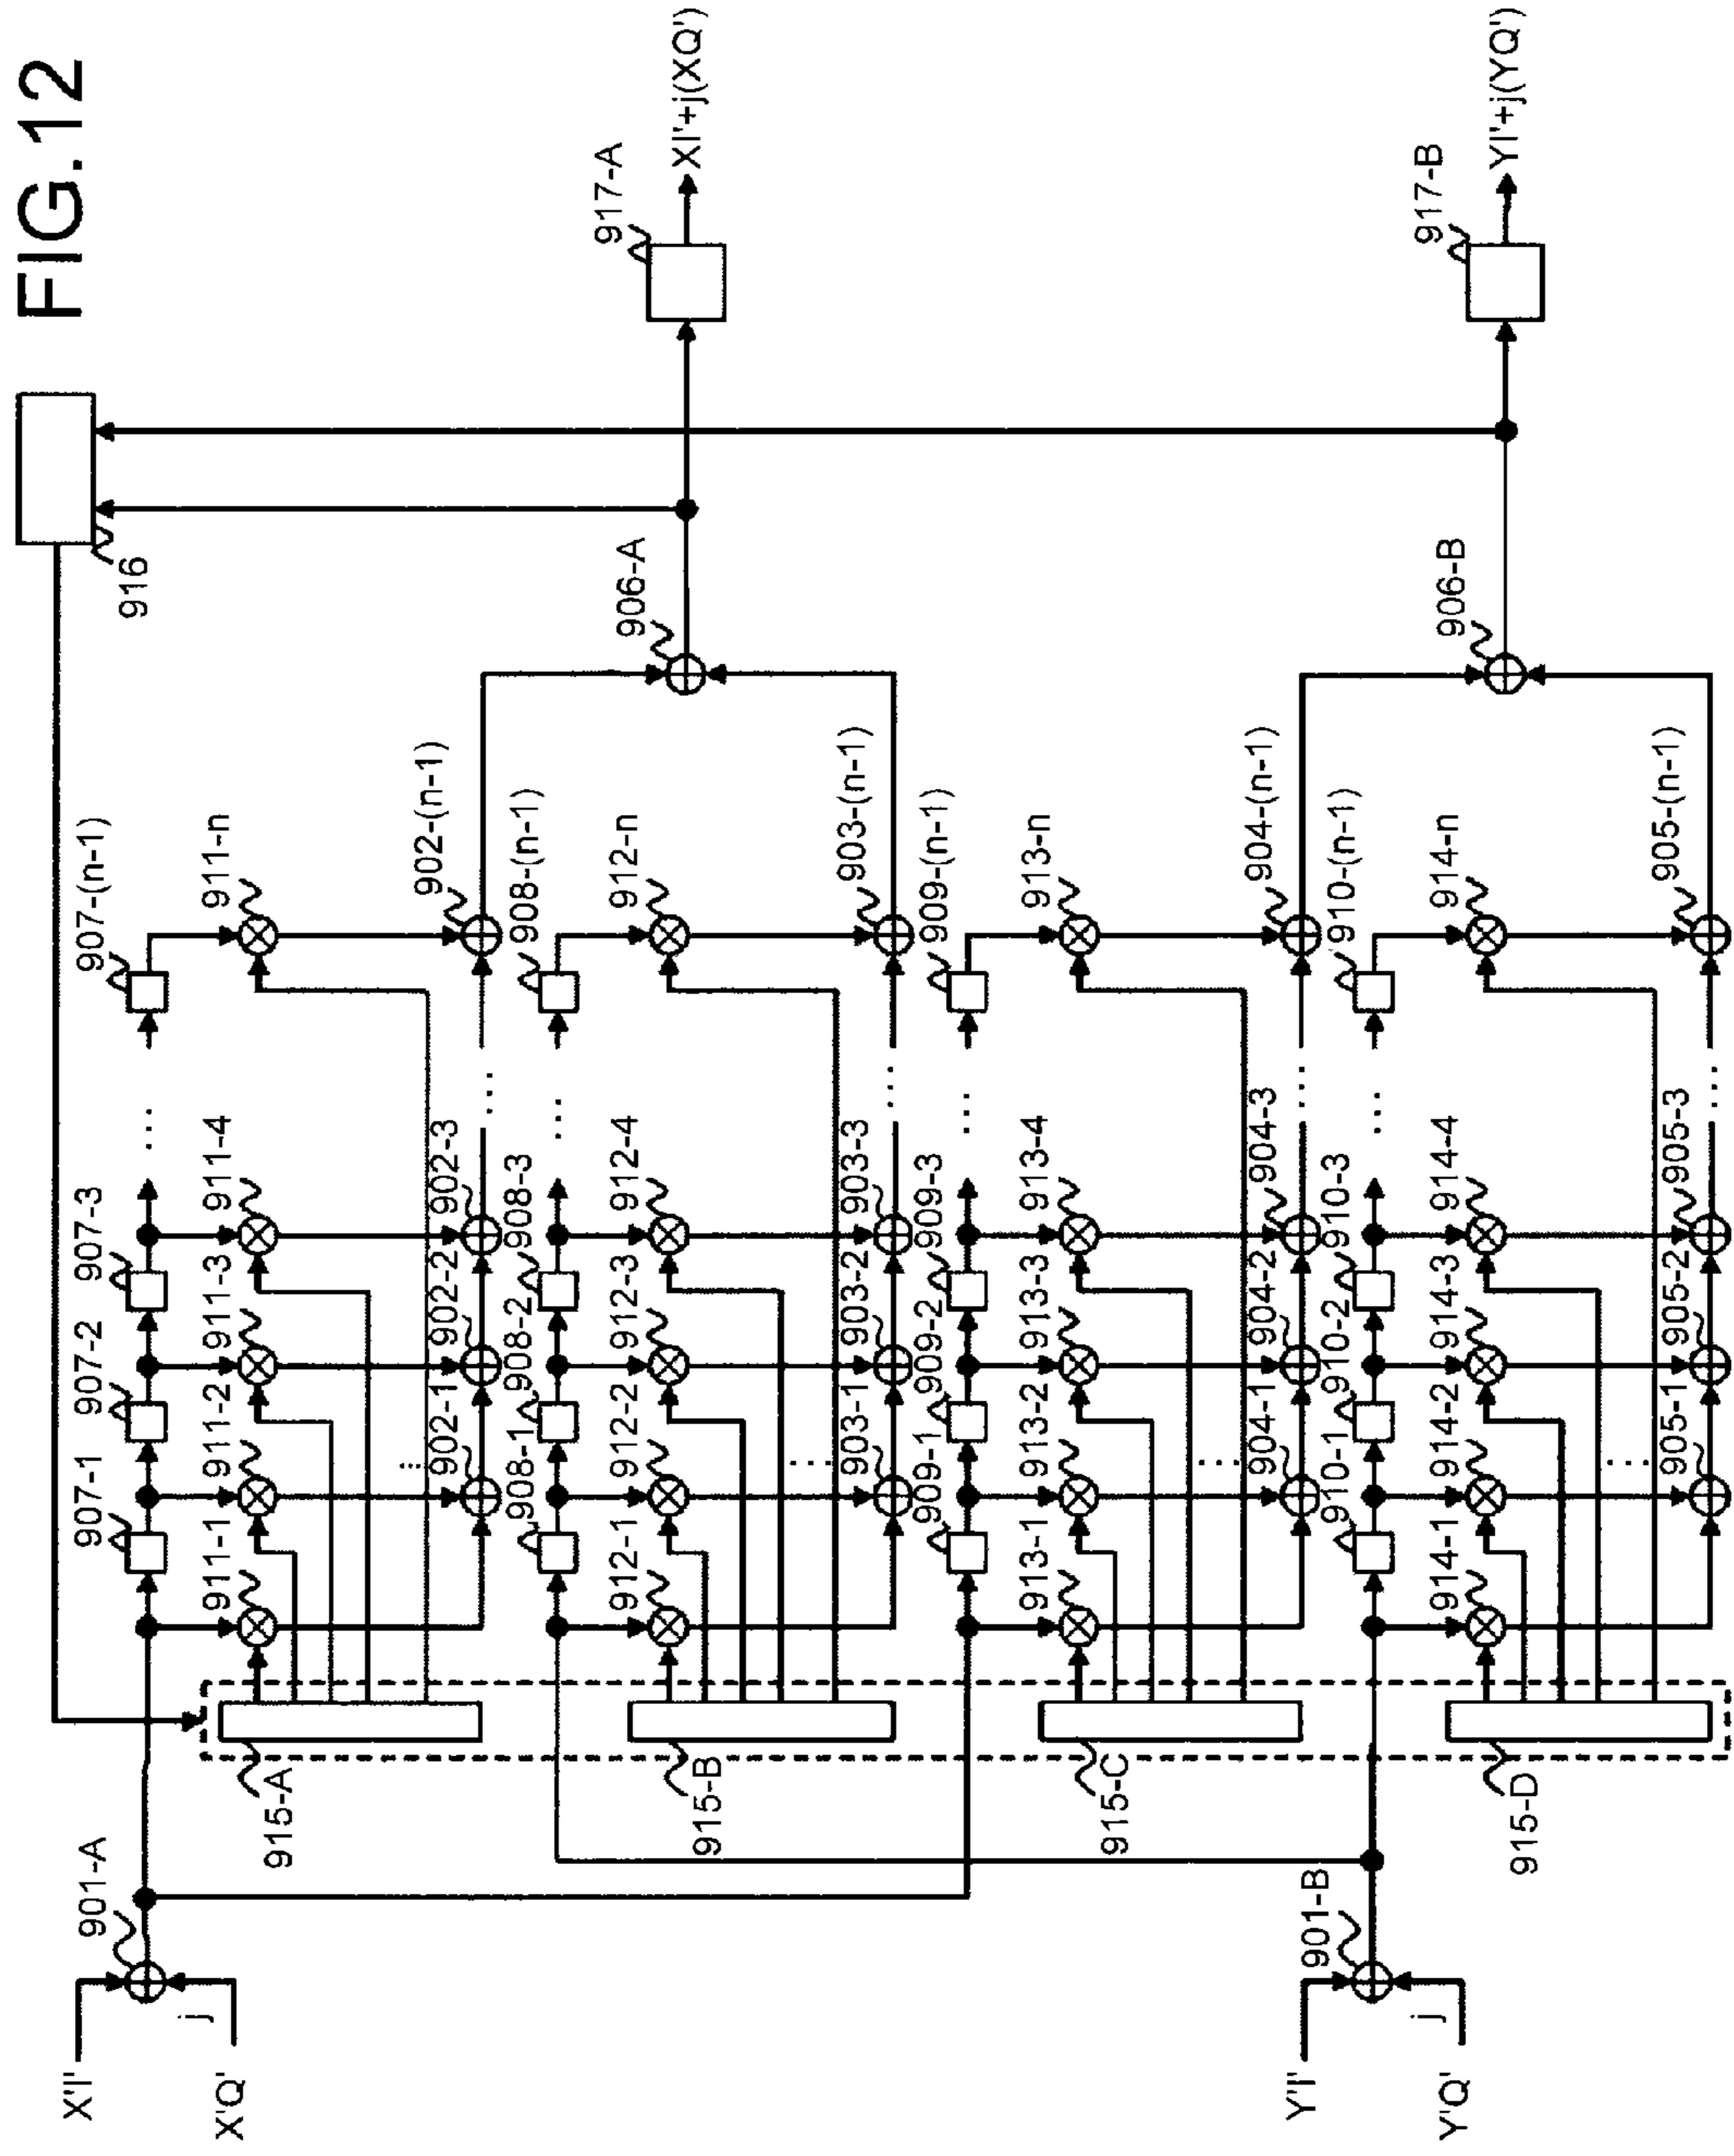 FIG.12
916
907-1
907-2
907-3
...
907-(n-1)
901-A
X'I'
j
X'Q'
911-1
911-2
911-3
911-4
911-n
917-A
XI'+j(XQ')
915-A
...
902-1
902-2
902-3
...
902-(n-1)
906-A
908-1
908-2
908-3
...
908-(n-1)
912-1
912-2
912-3
912-4
912-n
915-B
...
903-1
903-2
903-3
...
903-(n-1)
909-1
909-2
909-3
...
909-(n-1)
913-1
913-2
913-3
913-4
913-n
915-C
...
904-1
904-2
904-3
...
904-(n-1)
906-B
910-1
910-2
910-3
...
910-(n-1)
901-B
Y'I'
j
Y'Q'
914-1
914-2
914-3
914-4
914-n
917-B
YI'+j(YQ')
915-D
...
905-1
905-2
905-3
...
905-(n-1)